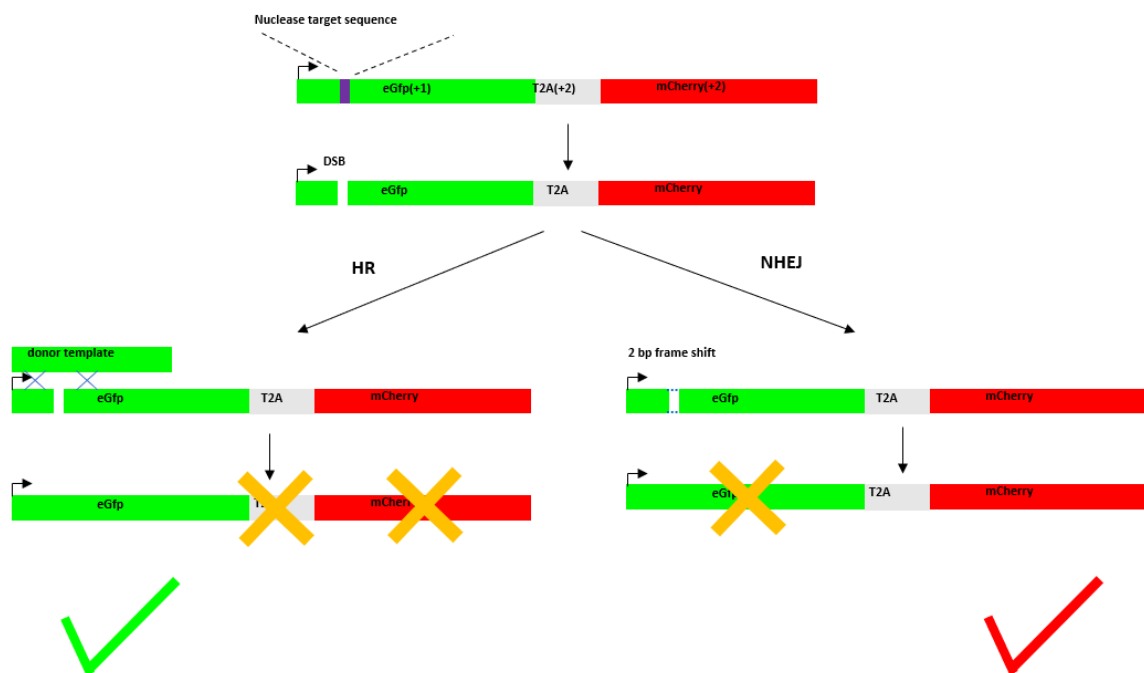 Nuclease target sequence
eGfp(+1) T2A(+2) mCherry(+2)
DSB
eGfp T2A mCherry
HR
NHEJ
donor template
eGfp T2A mCherry
2 bp frame shift
eGfp T2A mCherry
eGfp
eGfp T2A mCherry